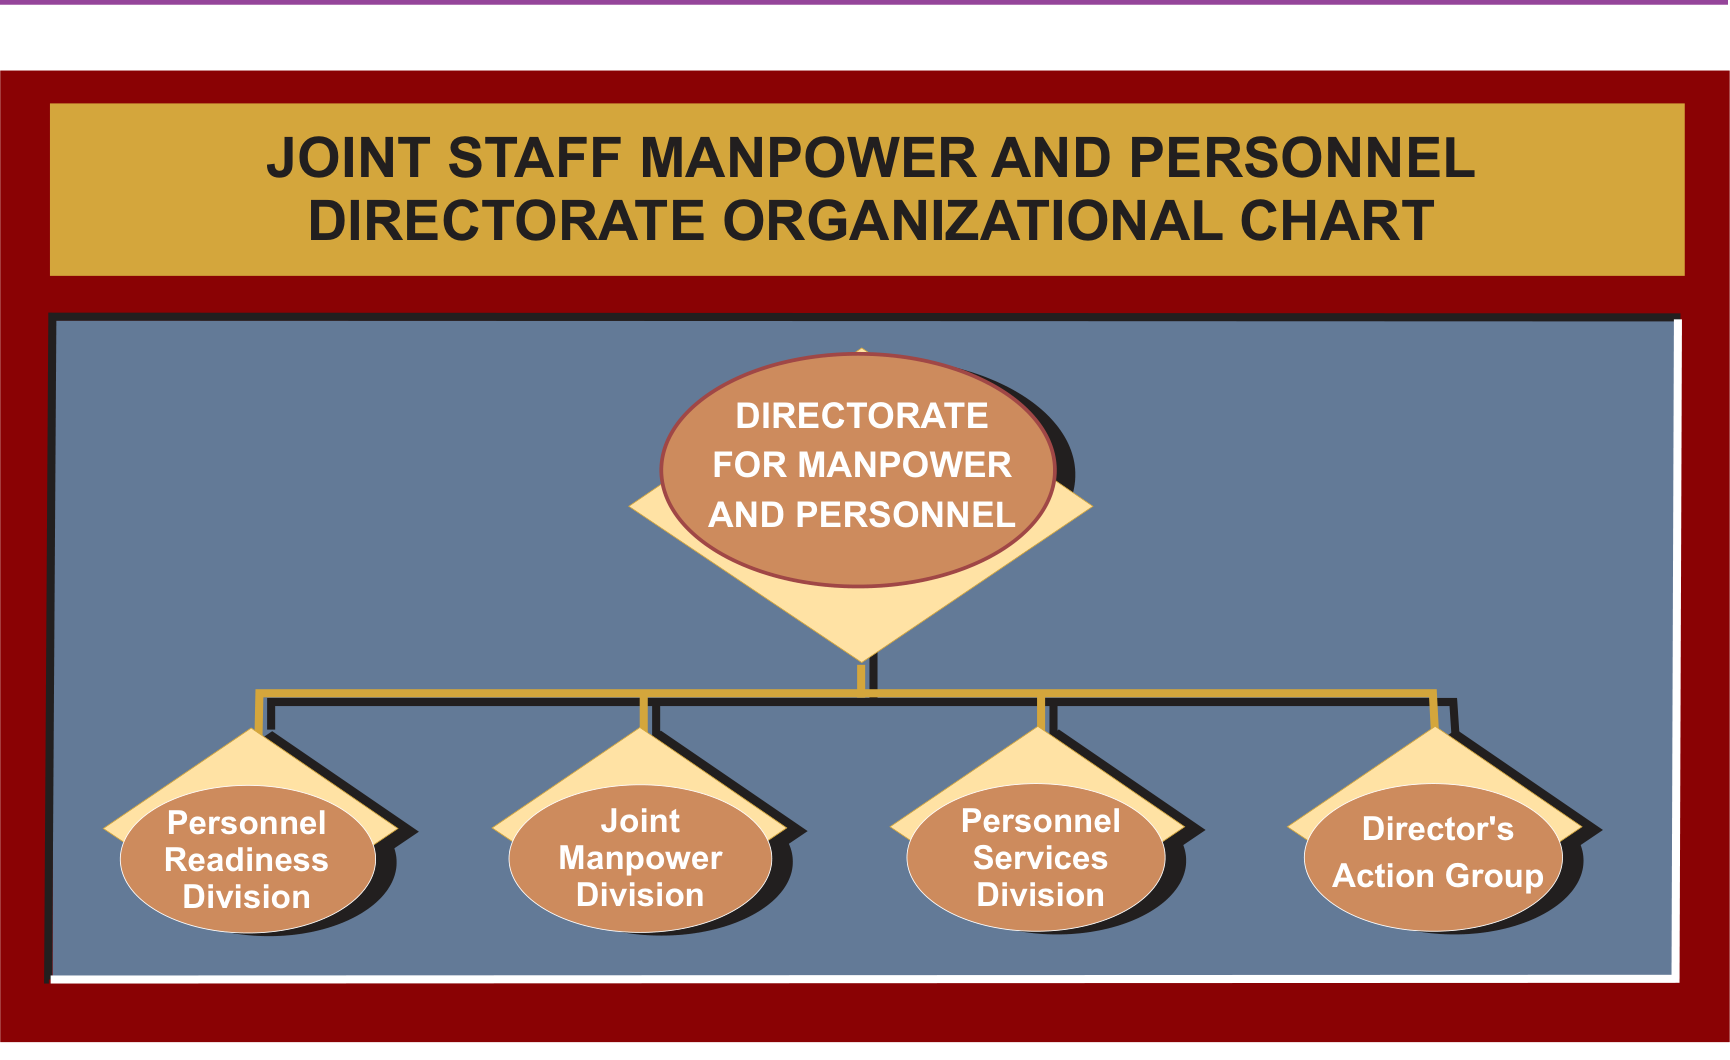 JOINT STAFF MANPOWER AND PERSONNEL
DIRECTORATE ORGANIZATIONAL CHART
DIRECTORATE
FOR MANPOWER
AND PERSONNEL
Personnel
Readiness
Division
Joint
Manpower
Division
Personnel
Services
Division
Director's
Action Group